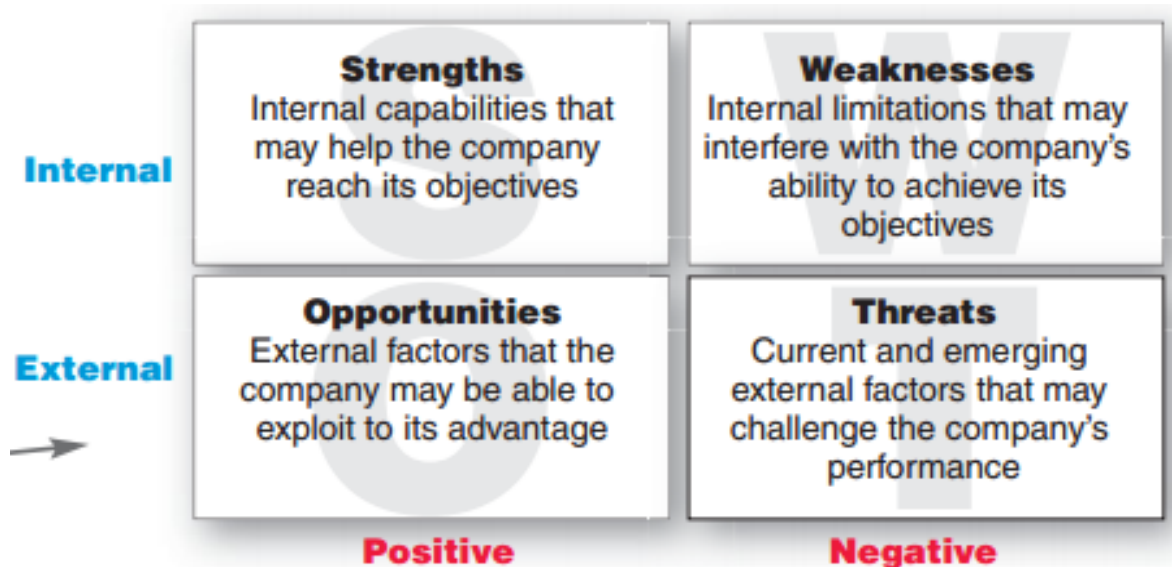 Strengths
Internal capabilities that
may help the company
reach its objectives
Weaknesses
Internal limitations that may
interfere with the company's
ability to achieve its
objectives
Internal
Opportunities
External factors that the
company may be able to
exploit to its advantage
Threats
Current and emerging
external factors that may
challenge the company's
performance
External
Positive
Negative
S
W
O
T